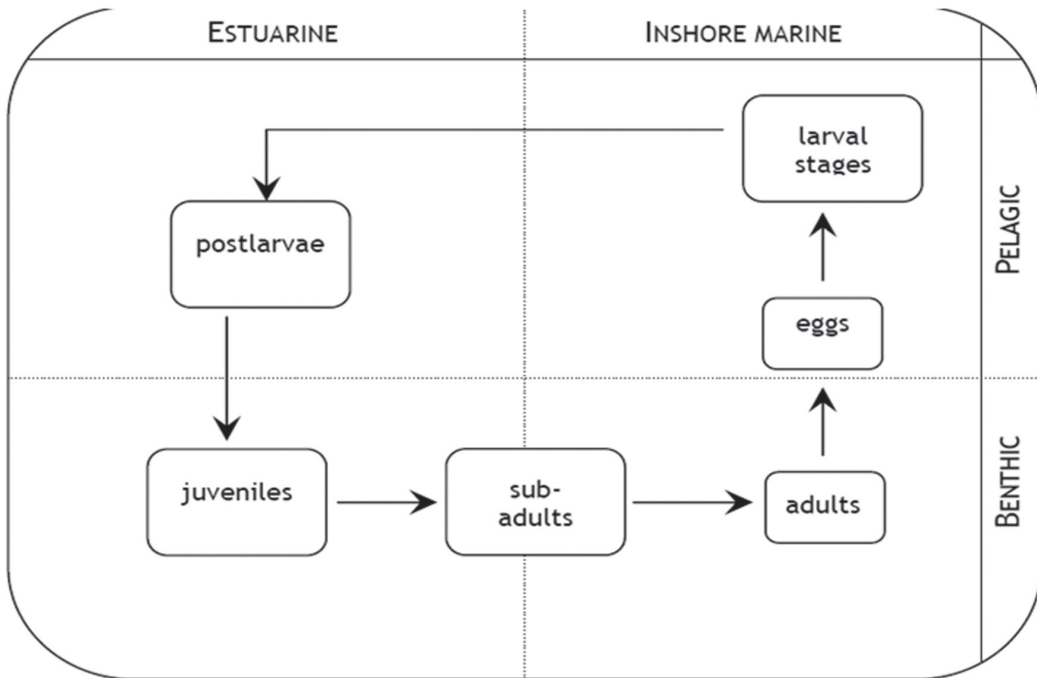 ESTUARINE
INSHORE MARINE
larval
stages
postlarvae
PELAGIC
eggs
juveniles
sub-
adults
adults
BENTHIC